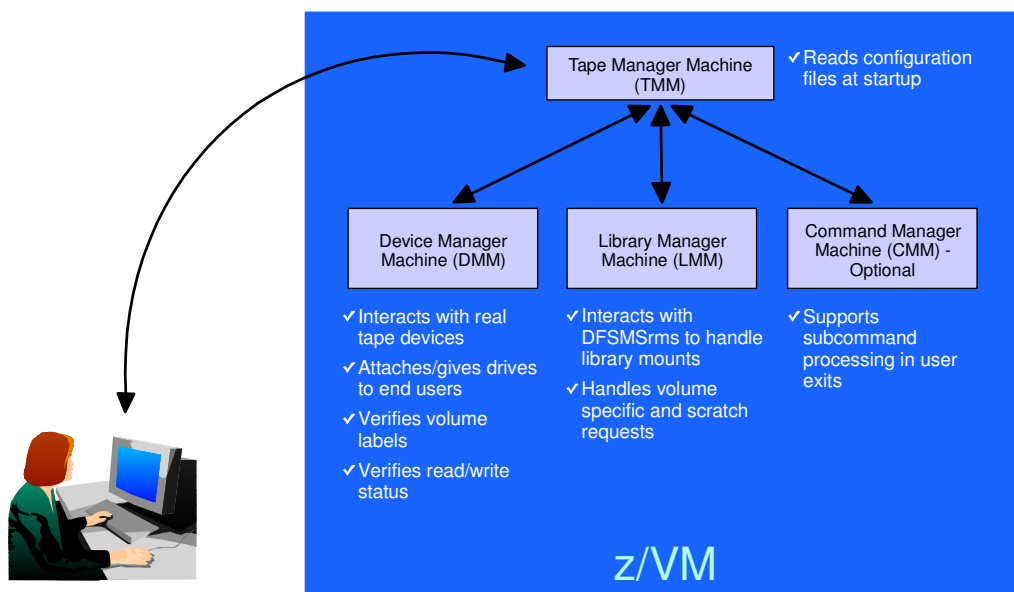 Tape Manager Machine
(TMM)
✓Reads configuration
files at startup
Device Manager
Machine (DMM)
Library Manager
Machine (LMM)
Command Manager
Machine (CMM) -
Optional
✓Interacts with real
tape devices
✓Attaches/gives drives
to end users
✓Verifies volume
labels
✓Verifies read/write
status
✓Interacts with
DFSMSrms to handle
library mounts
✓Handles volume
specific and scratch
requests
✓Supports
subcommand
processing in user
exits
z/VM